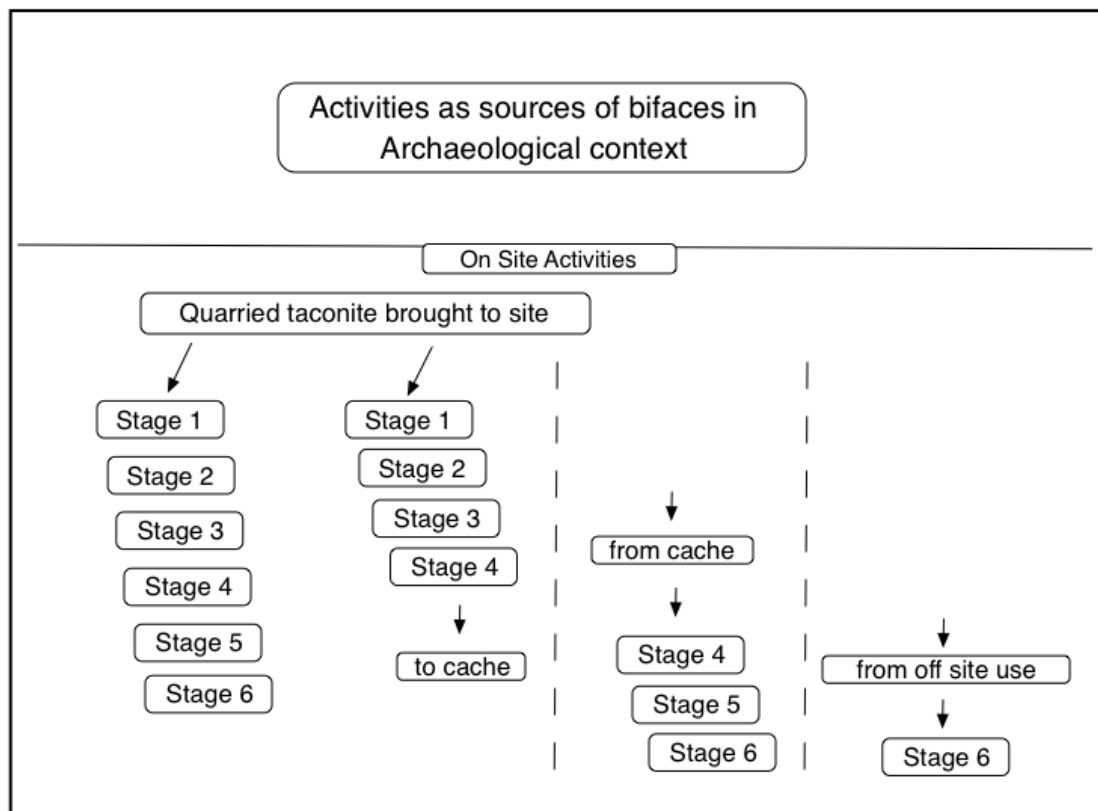 Activities as sources of bifaces in
Archaeological context
On Site Activities
Quarried taconite brought to site
Stage 1
Stage 2
Stage 3
Stage 4
Stage 5
Stage 6
Stage 1
Stage 2
Stage 3
Stage 4
to cache
from cache
Stage 4
Stage 5
Stage 6
from off site use
Stage 6